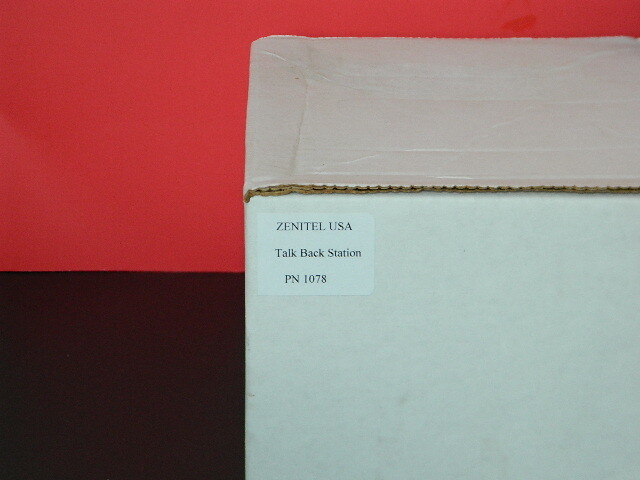 ZENITEL USA
Talk Back Station
PN 1078